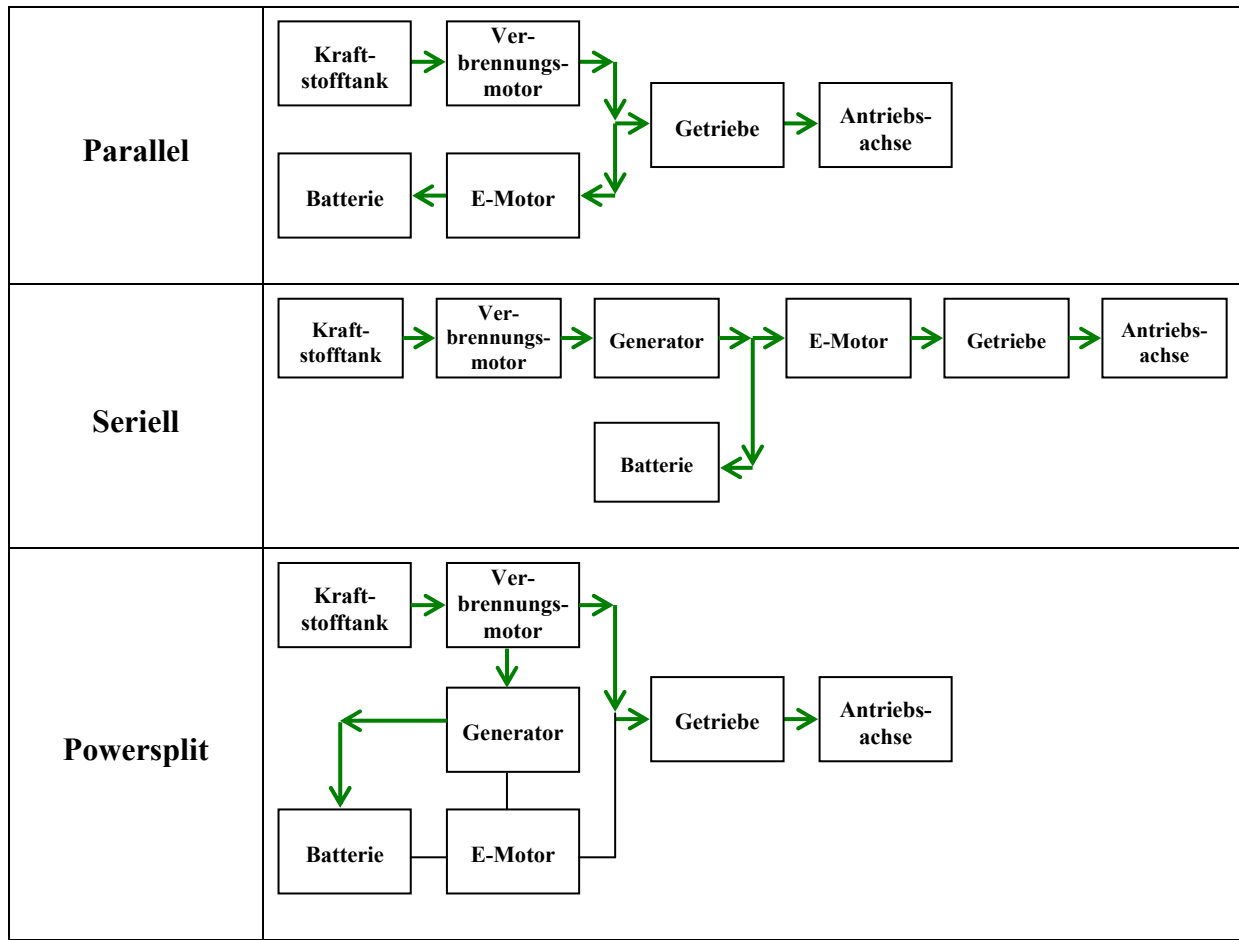 Parallel
Kraft-
stofftank
Ver-
brennungs-
motor
Getriebe
Antriebs-
achse
Batterie
E-Motor
Seriell
Kraft-
stofftank
Ver-
brennungs-
motor
Generator
E-Motor
Getriebe
Antriebs-
achse
Batterie
Powersplit
Kraft-
stofftank
Ver-
brennungs-
motor
Generator
Getriebe
Antriebs-
achse
Batterie
E-Motor